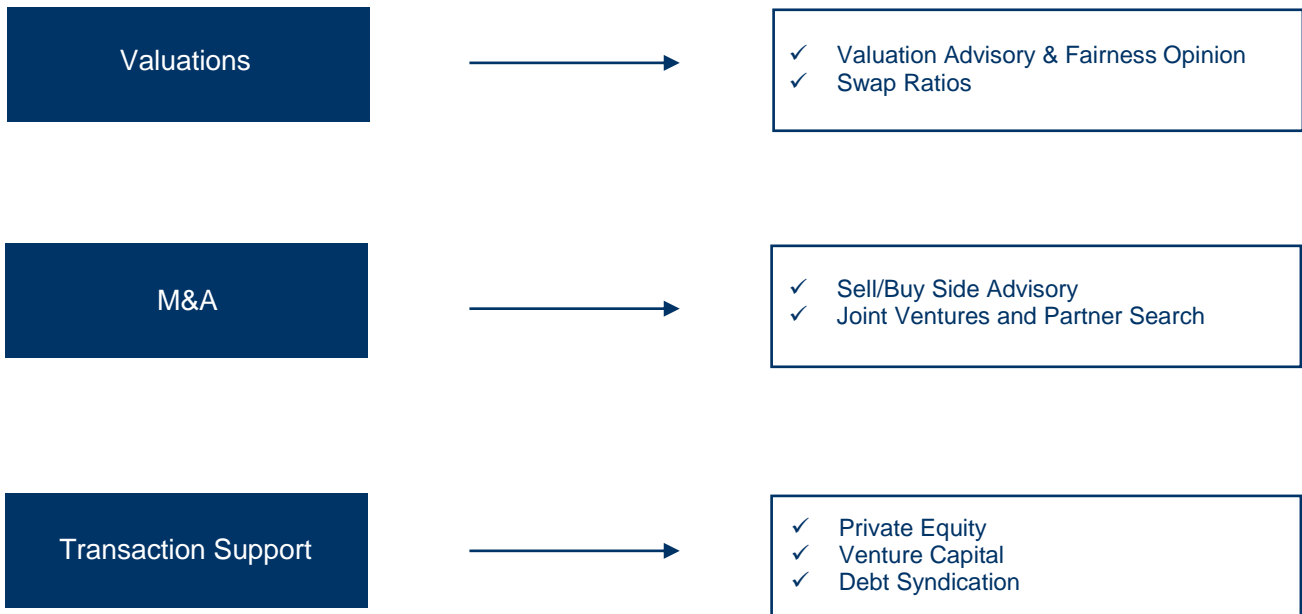 Valuations
✓ Valuation Advisory & Fairness Opinion
✓ Swap Ratios
M&A
✓ Sell/Buy Side Advisory
✓ Joint Ventures and Partner Search
Transaction Support
✓ Private Equity
✓ Venture Capital
✓ Debt Syndication